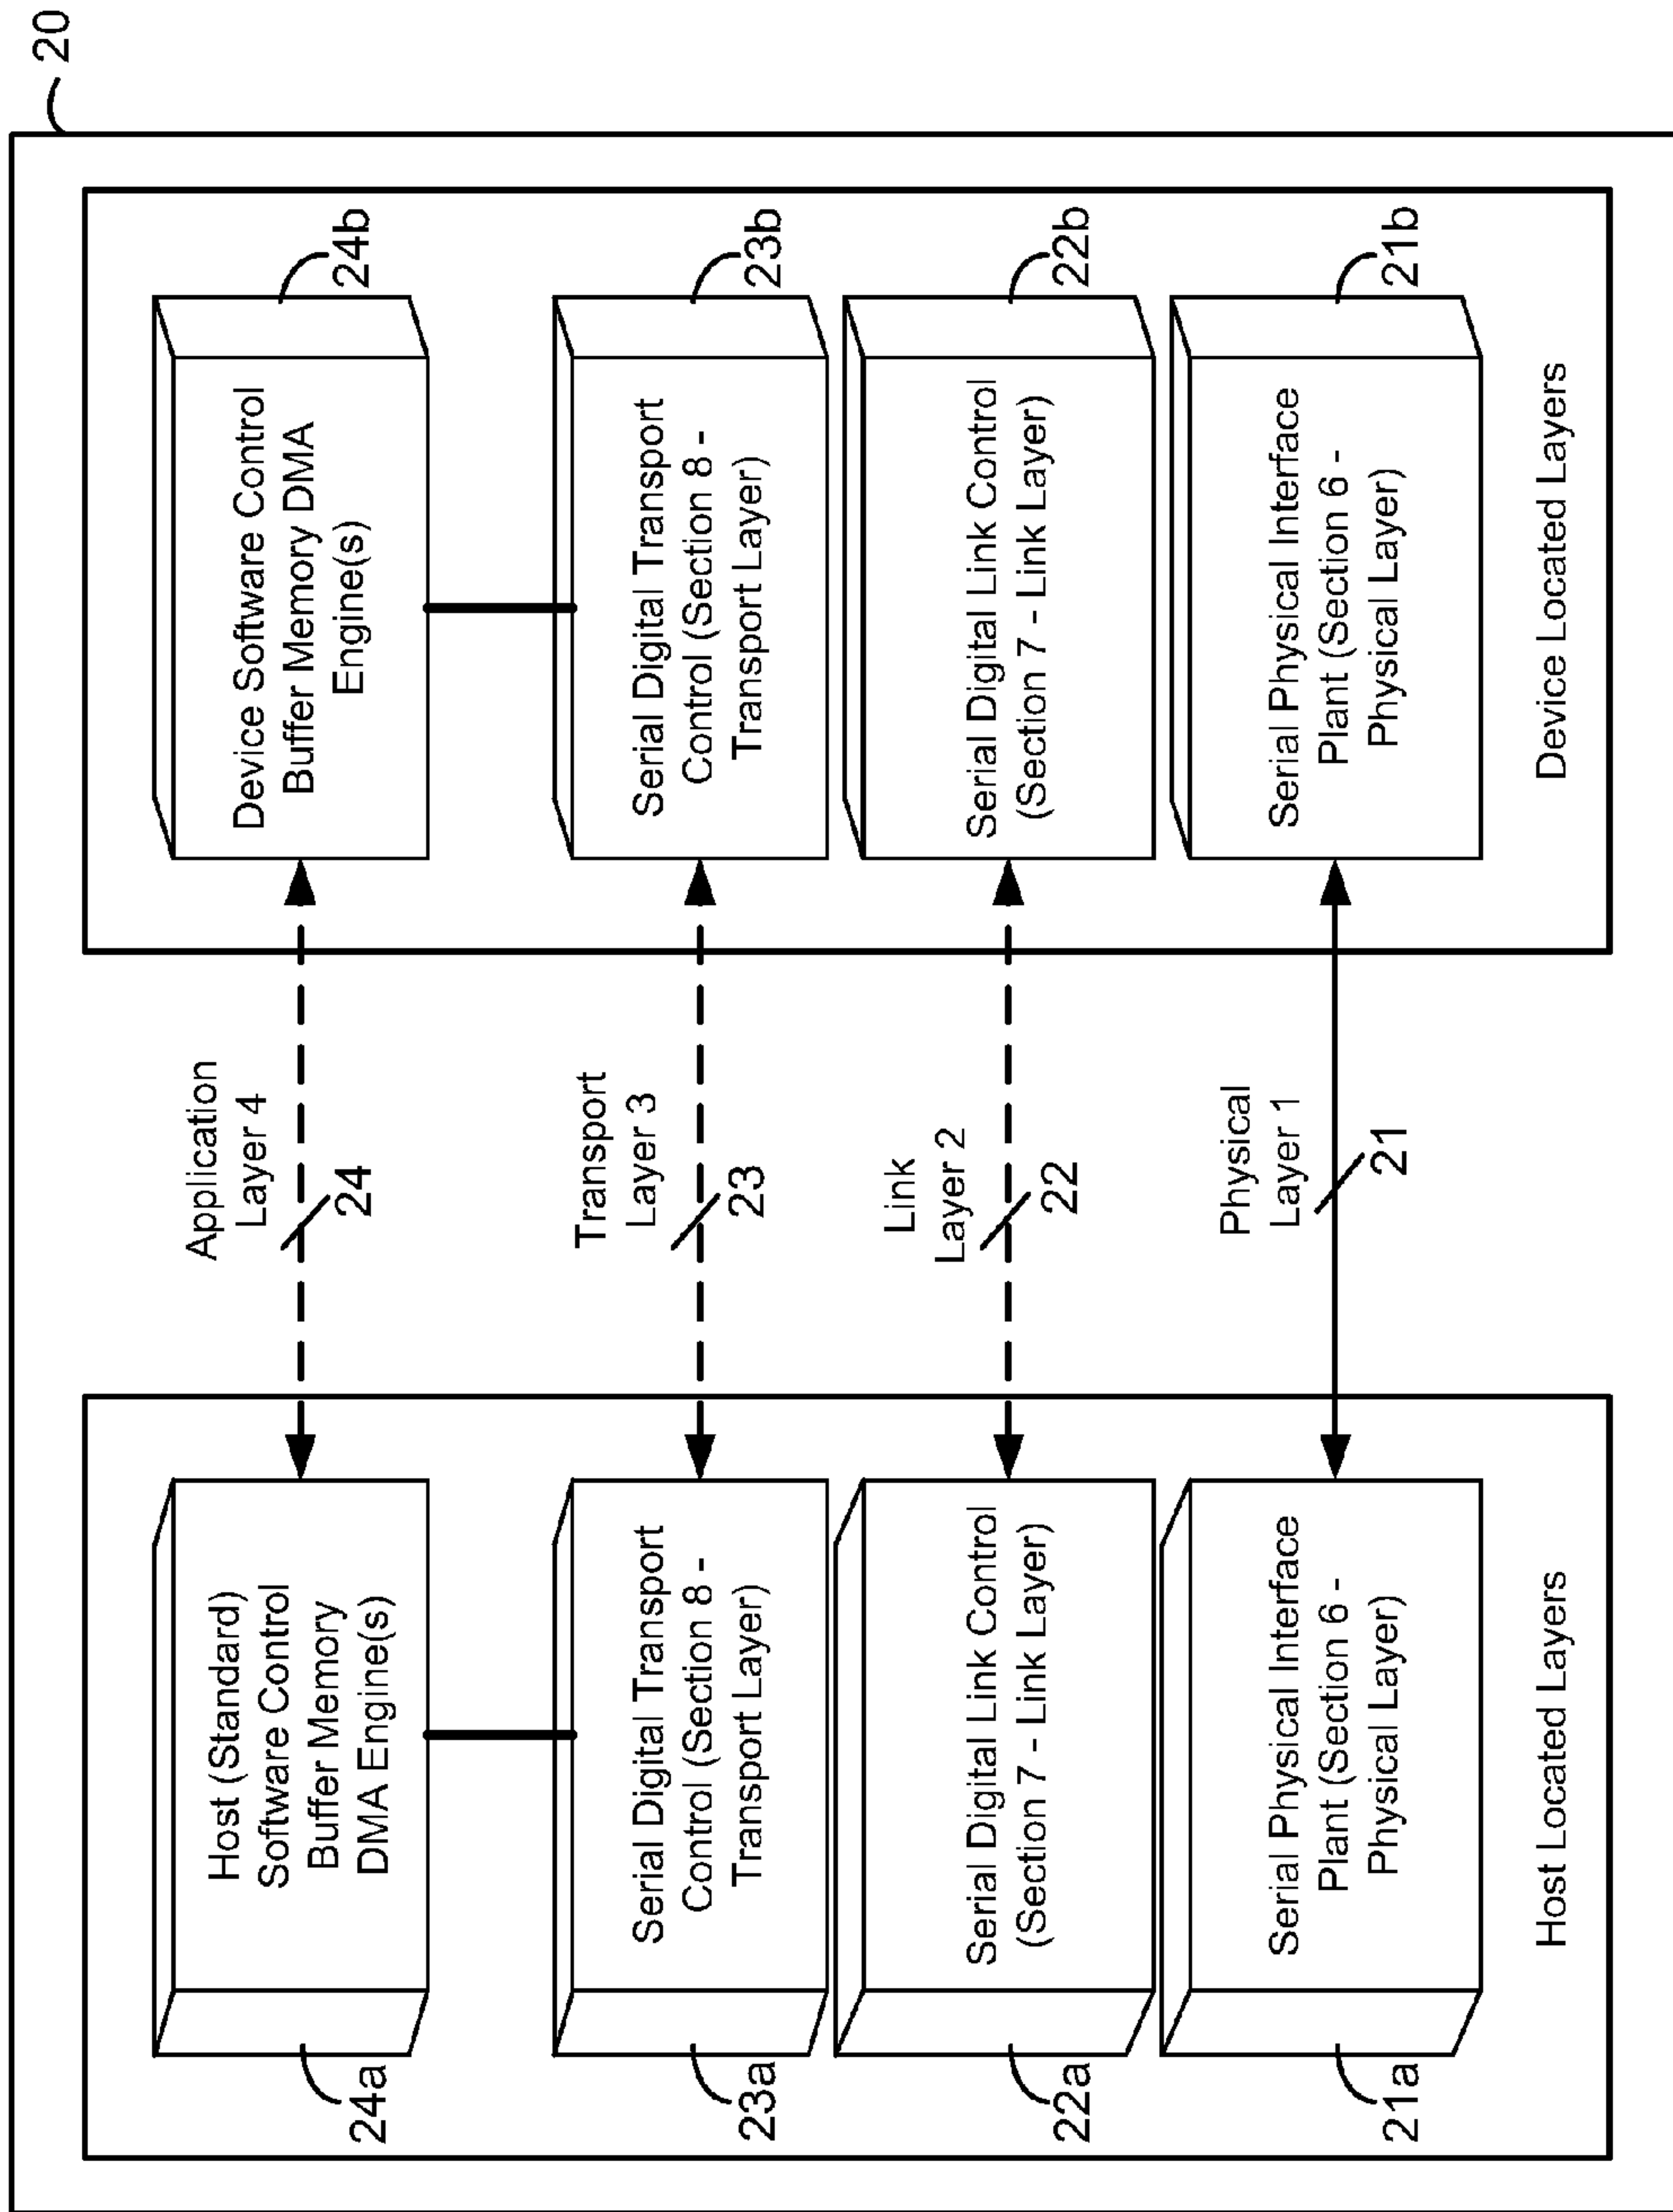 20
Host (Standard)
Software Control
Buffer Memory
DMA Engine(s)
24a
Application
Layer 4
24
Device Software Control
Buffer Memory DMA
Engine(s)
24b
Serial Digital Transport
Control (Section 8 -
Transport Layer)
23a
Transport
Layer 3
23
Serial Digital Transport
Control (Section 8 -
Transport Layer)
23b
Serial Digital Link Control
(Section 7 - Link Layer)
22a
Link
Layer 2
22
Serial Digital Link Control
(Section 7 - Link Layer)
22b
Serial Physical Interface
Plant (Section 6 -
Physical Layer)
21a
Physical
Layer 1
21
Serial Physical Interface
Plant (Section 6 -
Physical Layer)
21b
Host Located Layers
Device Located Layers